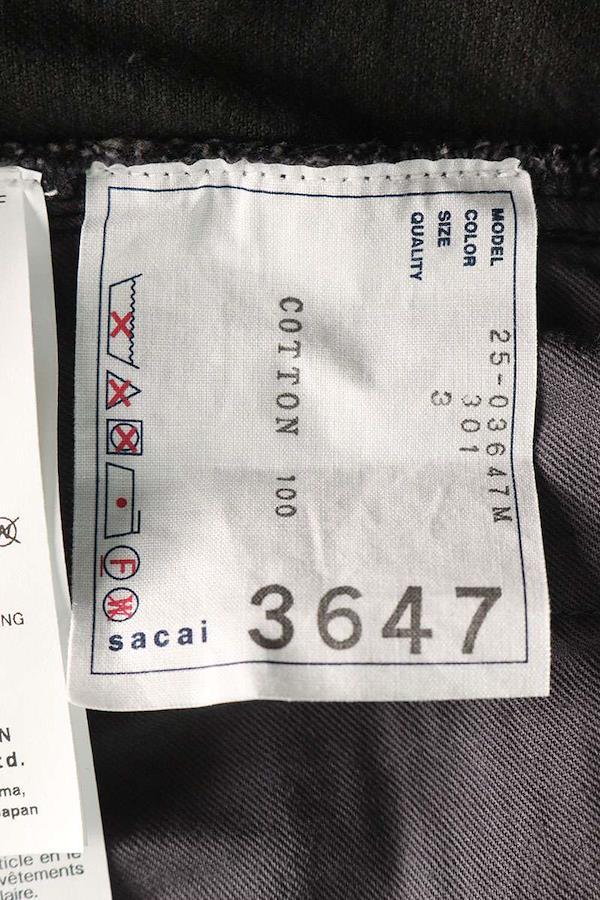 MODEL 25-03647M
COLOR 301
SIZE 3
QUALITY
COTTON 100
F
W
sacai 3647
NG
N
td.
ma,
apan
ticle en le
vêtements
laire.